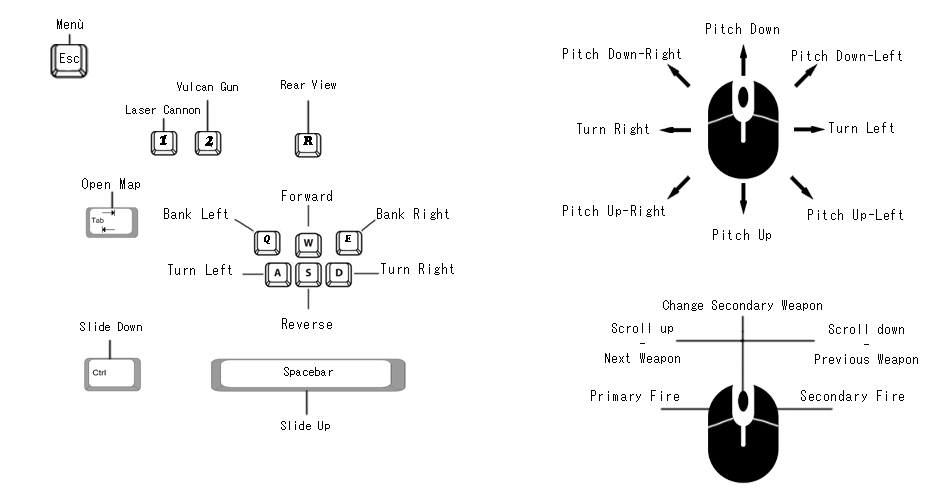 Menù
Esc
Vulcan Gun
Rear View
Laser Cannon
1
2
R
Open Map
Tab
Forward
Bank Left
Bank Right
Q
W
E
Turn Left
A
S
D
Turn Right
Reverse
Slide Down
Ctrl
Spacebar
Slide Up
Pitch Down
Pitch Down-Right
Pitch Down-Left
Turn Right
Turn Left
Pitch Up-Right
Pitch Up-Left
Pitch Up
Change Secondary Weapon
Scroll up
-
Next Weapon
Scroll down
-
Previous Weapon
Primary Fire
Secondary Fire